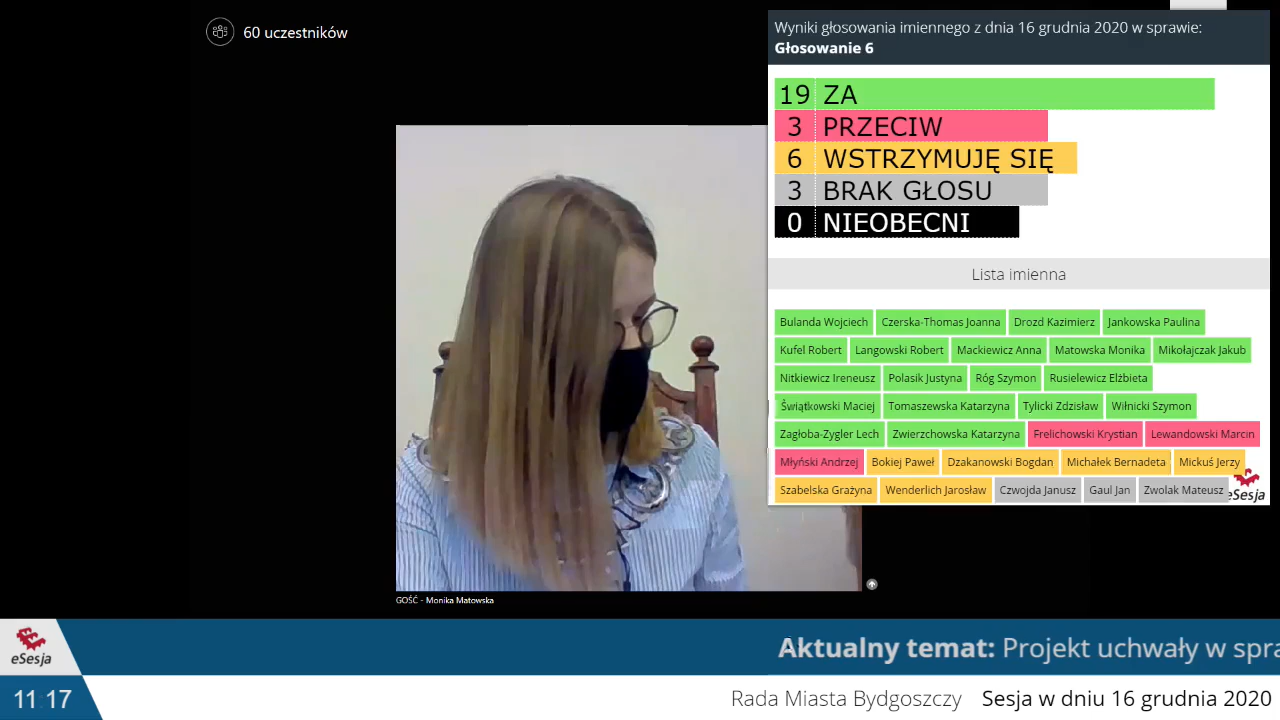 60 uczestników
Wyniki głosowania imiennego z dnia 16 grudnia 2020 w sprawie:
Głosowanie 6
19 ZA
3 PRZECIW
6 WSTRZYMUJĘ SIĘ
3 BRAK GŁOSU
0 NIEOBECNI
Lista imienna
Bulanda Wojciech Czerska-Thomas Joanna Drozd Kazimierz Jankowska Paulina
Kufel Robert Langowski Robert Mackiewicz Anna Matowska Monika Mikołajczak Jakub
Nitkiewicz Ireneusz Polasik Justyna Róg Szymon Rusielewicz Elżbieta
Świątkowski Maciej Tomaszewska Katarzyna Tylicki Zdzisław Wiłnicki Szymon
Zagłoba-Zygler Lech Zwierzchowska Katarzyna Frelichowski Krystian Lewandowski Marcin
Młyński Andrzej Bokiej Paweł Dzakanowski Bogdan Michałek Bernadeta Mickuś Jerzy
Szabelska Grażyna Wenderlich Jarosław Czwojda Janusz Gaul Jan Zwolak Mateusz
eSesja
GOŚĆ - Monika Matowska
eSesja
Aktualny temat: Projekt uchwały w spra
11:17
Rada Miasta Bydgoszczy Sesja w dniu 16 grudnia 2020